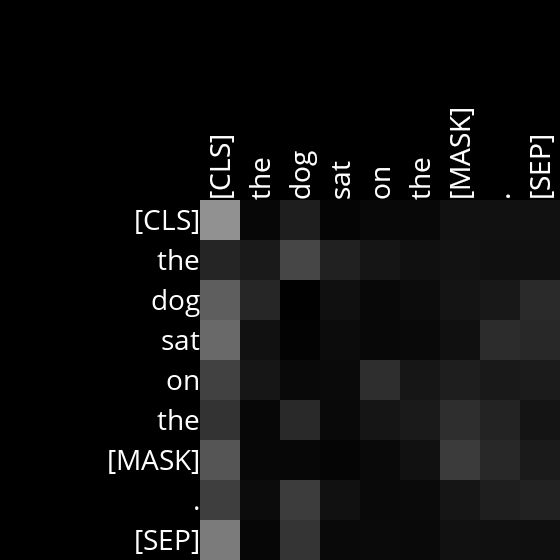 [CLS] the dog sat on the [MASK] . [SEP]
[CLS]
the
dog
sat
on
the
[MASK]
.
[SEP]